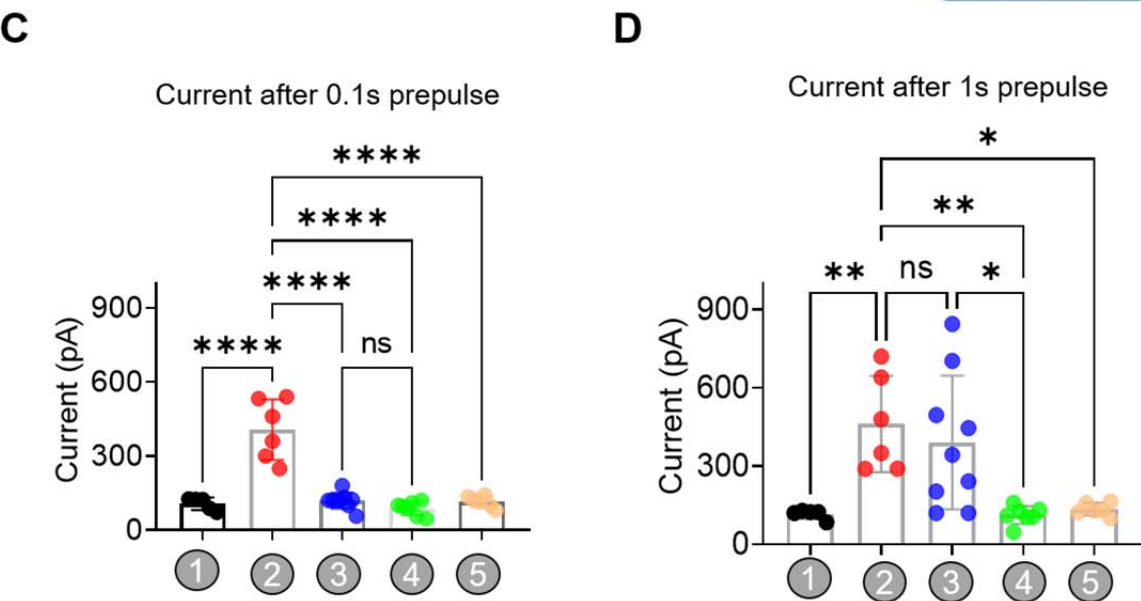 C
Current after 0.1s prepulse
****
****
****
****
ns
Current (pA)
900
600
300
0
1 2 3 4 5
D
Current after 1s prepulse
*
**
** ns *
Current (pA)
900
600
300
0
1 2 3 4 5